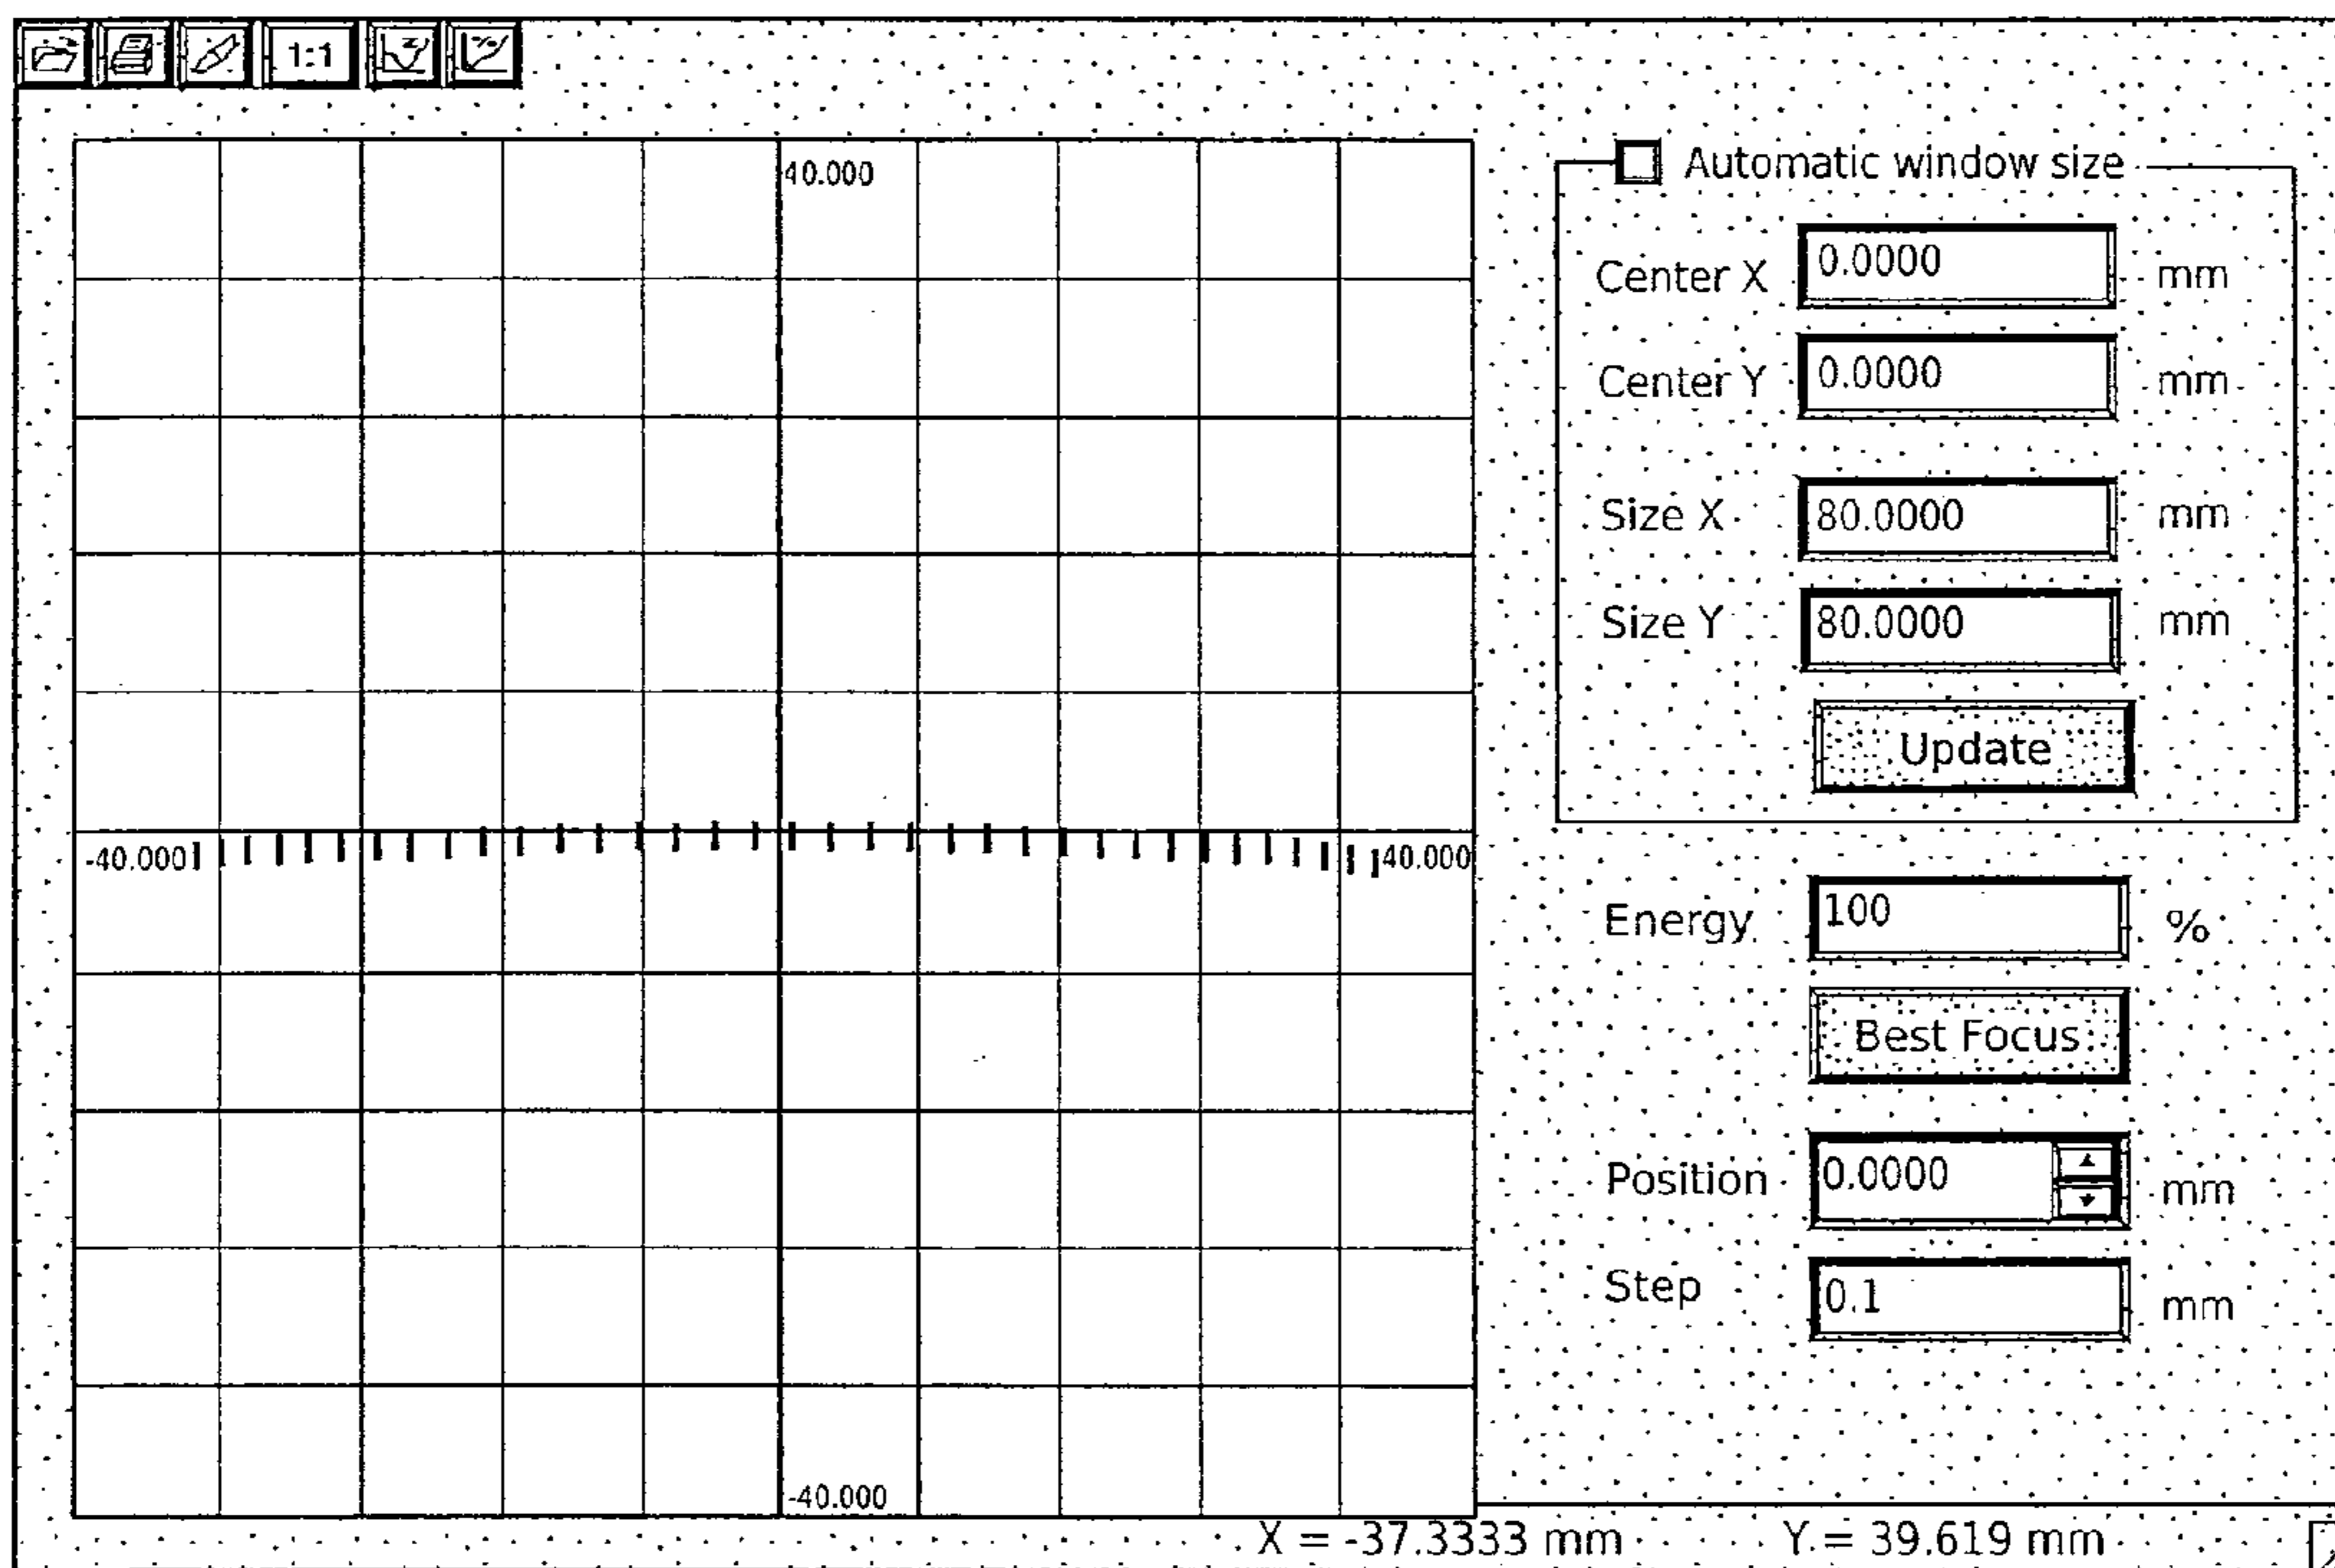 1:1
Automatic window size
40.000
Center X 0.0000 mm
Center Y 0.0000 mm
Size X 80.0000 mm
Size Y 80.0000 mm
Update
-40.000 40.000
Energy 100 %
Best Focus
Position 0.0000 mm
Step 0.1 mm
-40.000
X = -37.3333 mm Y = 39.619 mm